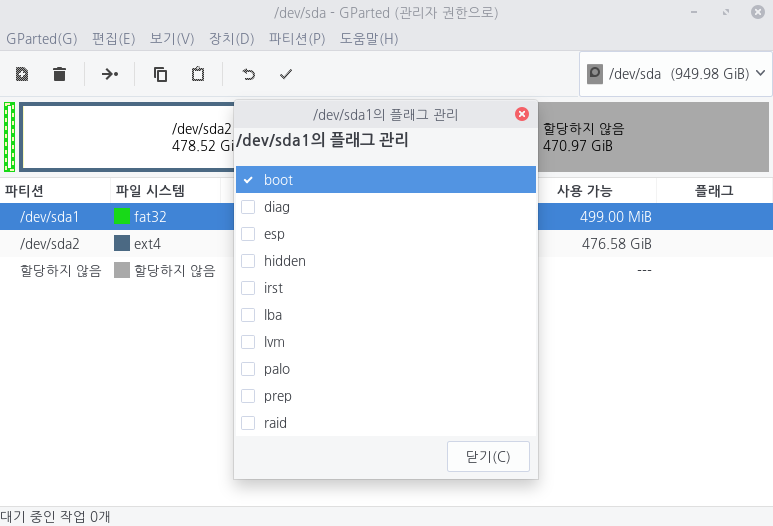 /dev/sda - GParted (관리자 권한으로)
GParted(G) 편집(E) 보기(V) 장치(D) 파티션(P) 도움말(H)
/dev/sda (949.98 GiB)
/dev/sda2
478.52 Gi
할당하지 않음
470.97 GiB
파티션 파일 시스템 사용 가능 플래그
/dev/sda1 fat32 499.00 MiB
/dev/sda2 ext4 476.58 GiB
할당하지 않음 할당하지 않음 ---
/dev/sda1의 플래그 관리
/dev/sda1의 플래그 관리
boot
diag
esp
hidden
irst
lba
lvm
palo
prep
raid
닫기(C)
대기 중인 작업 0개